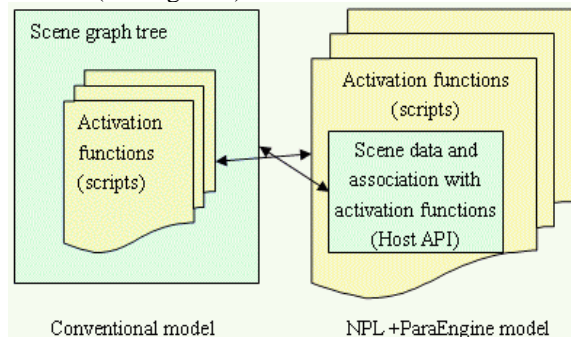 Scene graph tree
Activation
functions
(scripts)
Activation functions
(scripts)
Scene data and
association with
activation functions
(Host API)
Conventional model
NPL +ParaEngine model